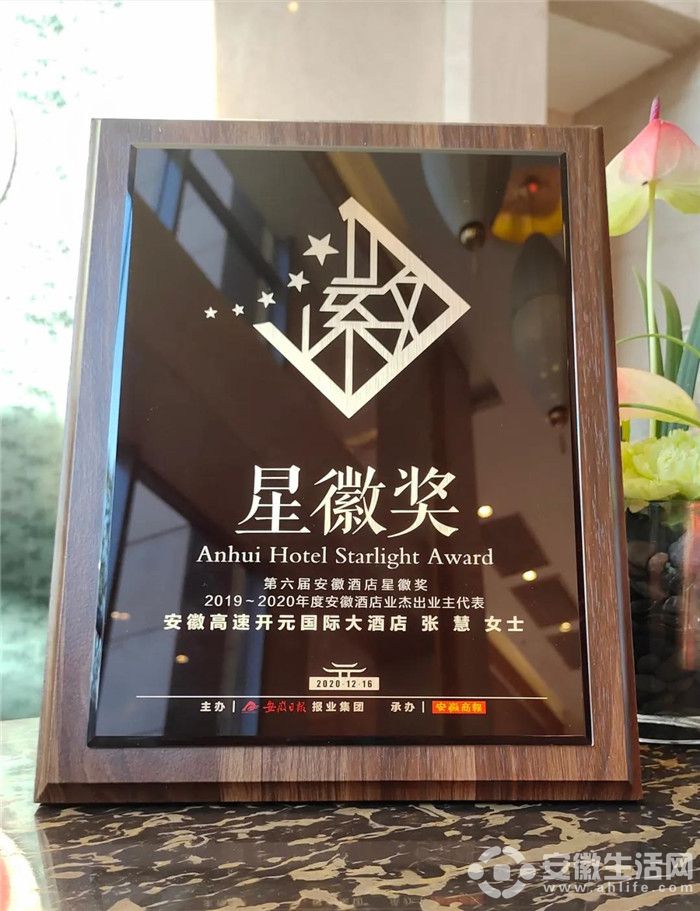 徽
星徽奖
Anhui Hotel Starlight Award
第六届安徽酒店星徽奖
2019~2020年度安徽酒店业杰出业主代表
安徽高速开元国际大酒店 张 慧 女士
2020-12-16
主办 | 安徽日报 报业集团 承办 | 安徽商報
安徽生活网
www.ahlife.com